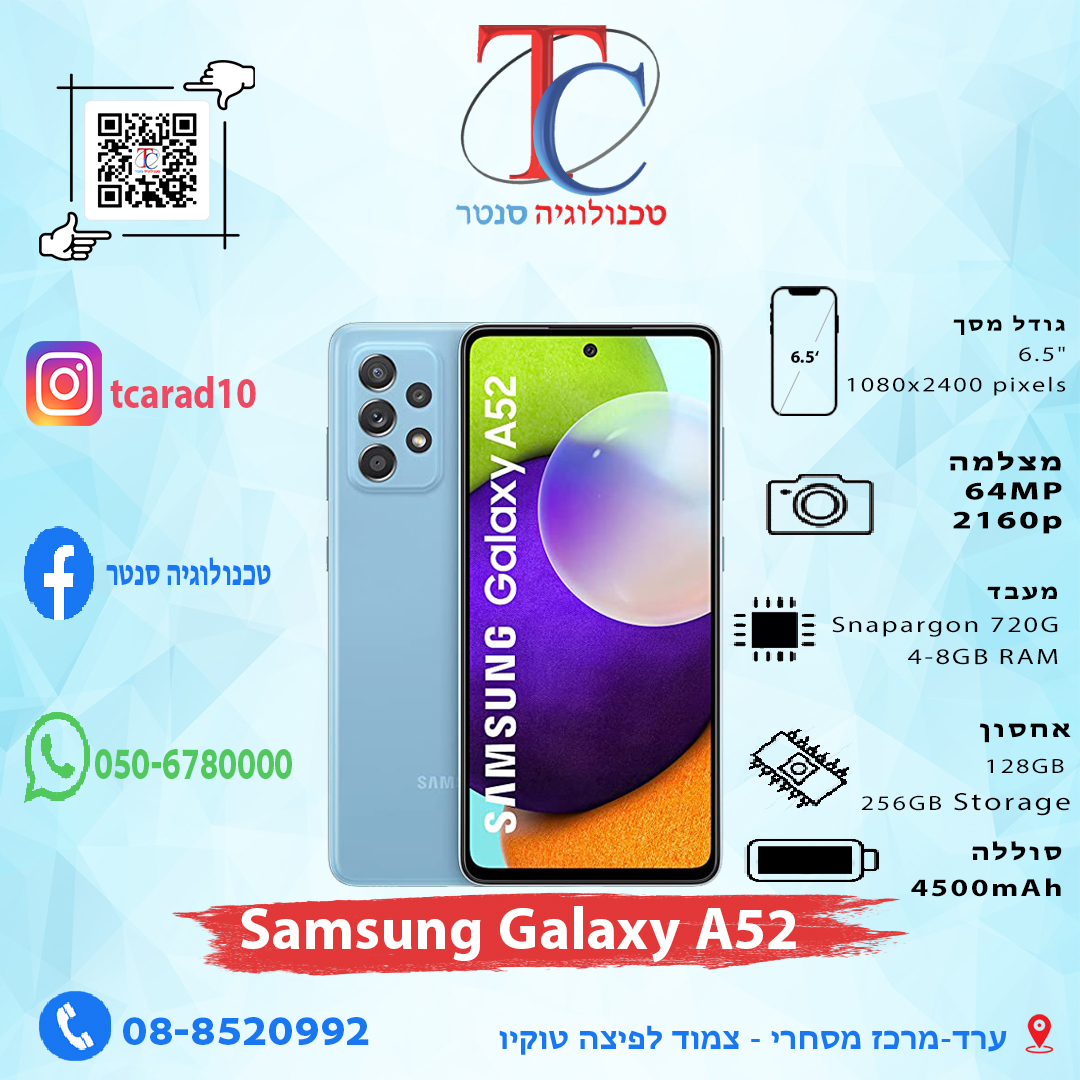 TC
טכנולוגיה סנטר
tcarad10
טכנולוגיה סנטר
050-6780000
SAMSUNG Galaxy A52
SAM
6.5‘
גודל מסך
6.5"
1080x2400 pixels
מצלמה
64MP
2160p
מעבד
Snapargon 720G
4-8GB RAM
אחסון
128GB
256GB Storage
סוללה
4500mAh
Samsung Galaxy A52
08-8520992
ערד-מרכז מסחרי - צמוד לפיצה טוקיו